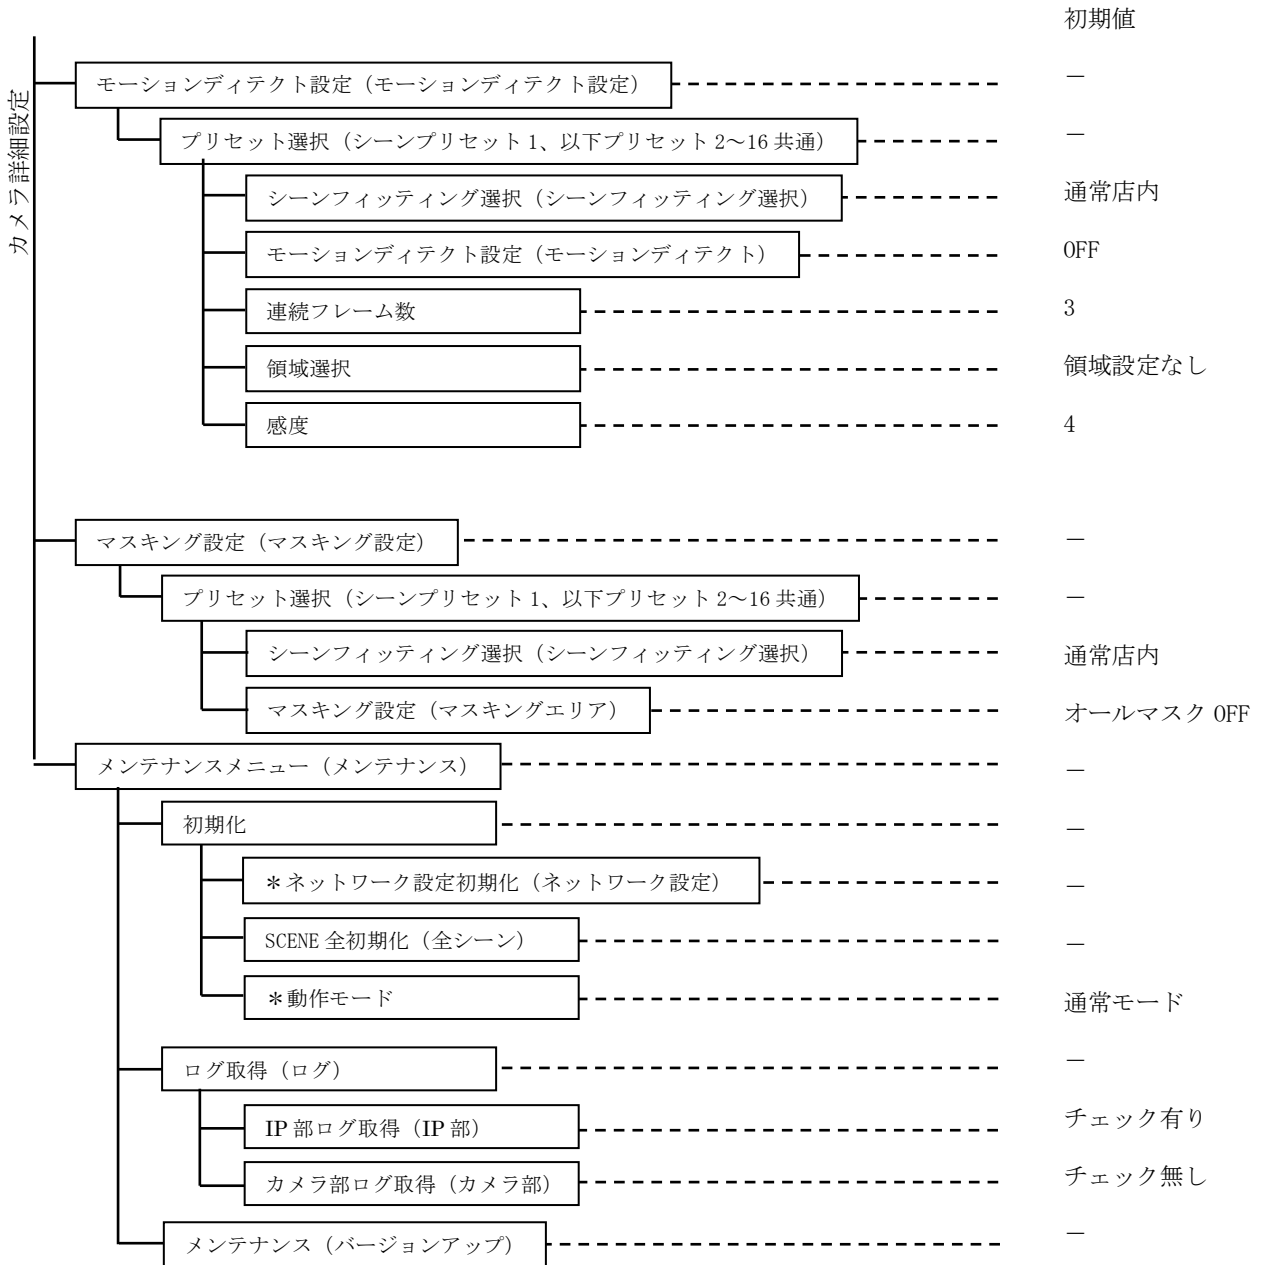 初期値
カメラ詳細設定
モーションディテクト設定（モーションディテクト設定） －
プリセット選択（シーンプリセット 1、以下プリセット 2～16 共通） －
シーンフィッティング選択（シーンフィッティング選択） 通常店内
モーションディテクト設定（モーションディテクト） OFF
連続フレーム数 3
領域選択 領域設定なし
感度 4
マスキング設定（マスキング設定） －
プリセット選択（シーンプリセット 1、以下プリセット 2～16 共通） －
シーンフィッティング選択（シーンフィッティング選択） 通常店内
マスキング設定（マスキングエリア） オールマスク OFF
メンテナンスメニュー（メンテナンス） －
初期化 －
＊ネットワーク設定初期化（ネットワーク設定） －
SCENE 全初期化（全シーン） －
＊動作モード 通常モード
ログ取得（ログ） －
IP 部ログ取得（IP 部） チェック有り
カメラ部ログ取得（カメラ部） チェック無し
メンテナンス（バージョンアップ） －